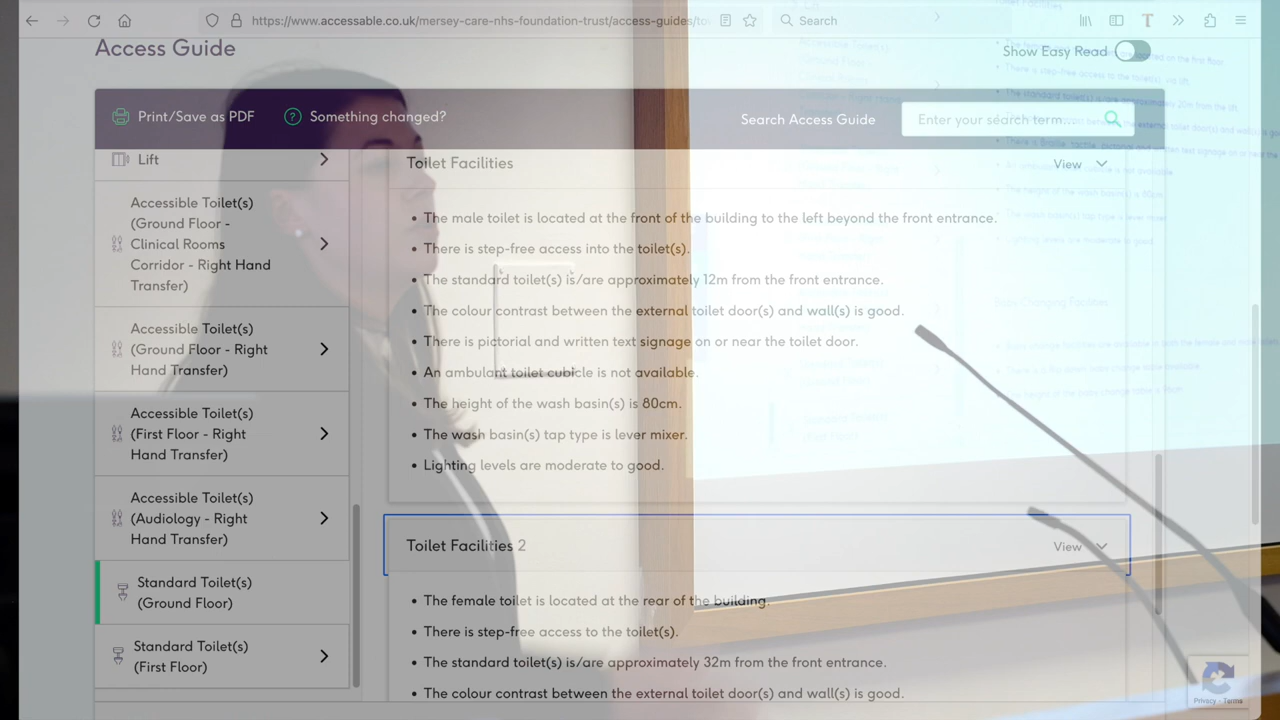 https://www.accessable.co.uk/mersey-care-nhs-foundation-trust/access-guides/to
Search
Access Guide
Show Easy Read
Print/Save as PDF
Something changed?
Search Access Guide
Enter your search term...
Lift
Accessible Toilet(s)
(Ground Floor -
Clinical Rooms
Corridor - Right Hand
Transfer)
Accessible Toilet(s)
(Ground Floor - Right
Hand Transfer)
Accessible Toilet(s)
(First Floor - Right
Hand Transfer)
Accessible Toilet(s)
(Audiology - Right
Hand Transfer)
Standard Toilet(s)
(Ground Floor)
Standard Toilet(s)
(First Floor)
Toilet Facilities
View
• The male toilet is located at the front of the building to the left beyond the front entrance.
• There is step-free access into the toilet(s).
• The standard toilet(s) is/are approximately 12m from the front entrance.
• The colour contrast between the external toilet door(s) and wall(s) is good.
• There is pictorial and written text signage on or near the toilet door.
• An ambulant toilet cubicle is not available.
• The height of the wash basin(s) is 80cm.
• The wash basin(s) tap type is lever mixer.
• Lighting levels are moderate to good.
Toilet Facilities 2
View
• The female toilet is located at the rear of the building.
• There is step-free access to the toilet(s).
• The standard toilet(s) is/are approximately 32m from the front entrance.
• The colour contrast between the external toilet door(s) and wall(s) is good.
Privacy - Terms